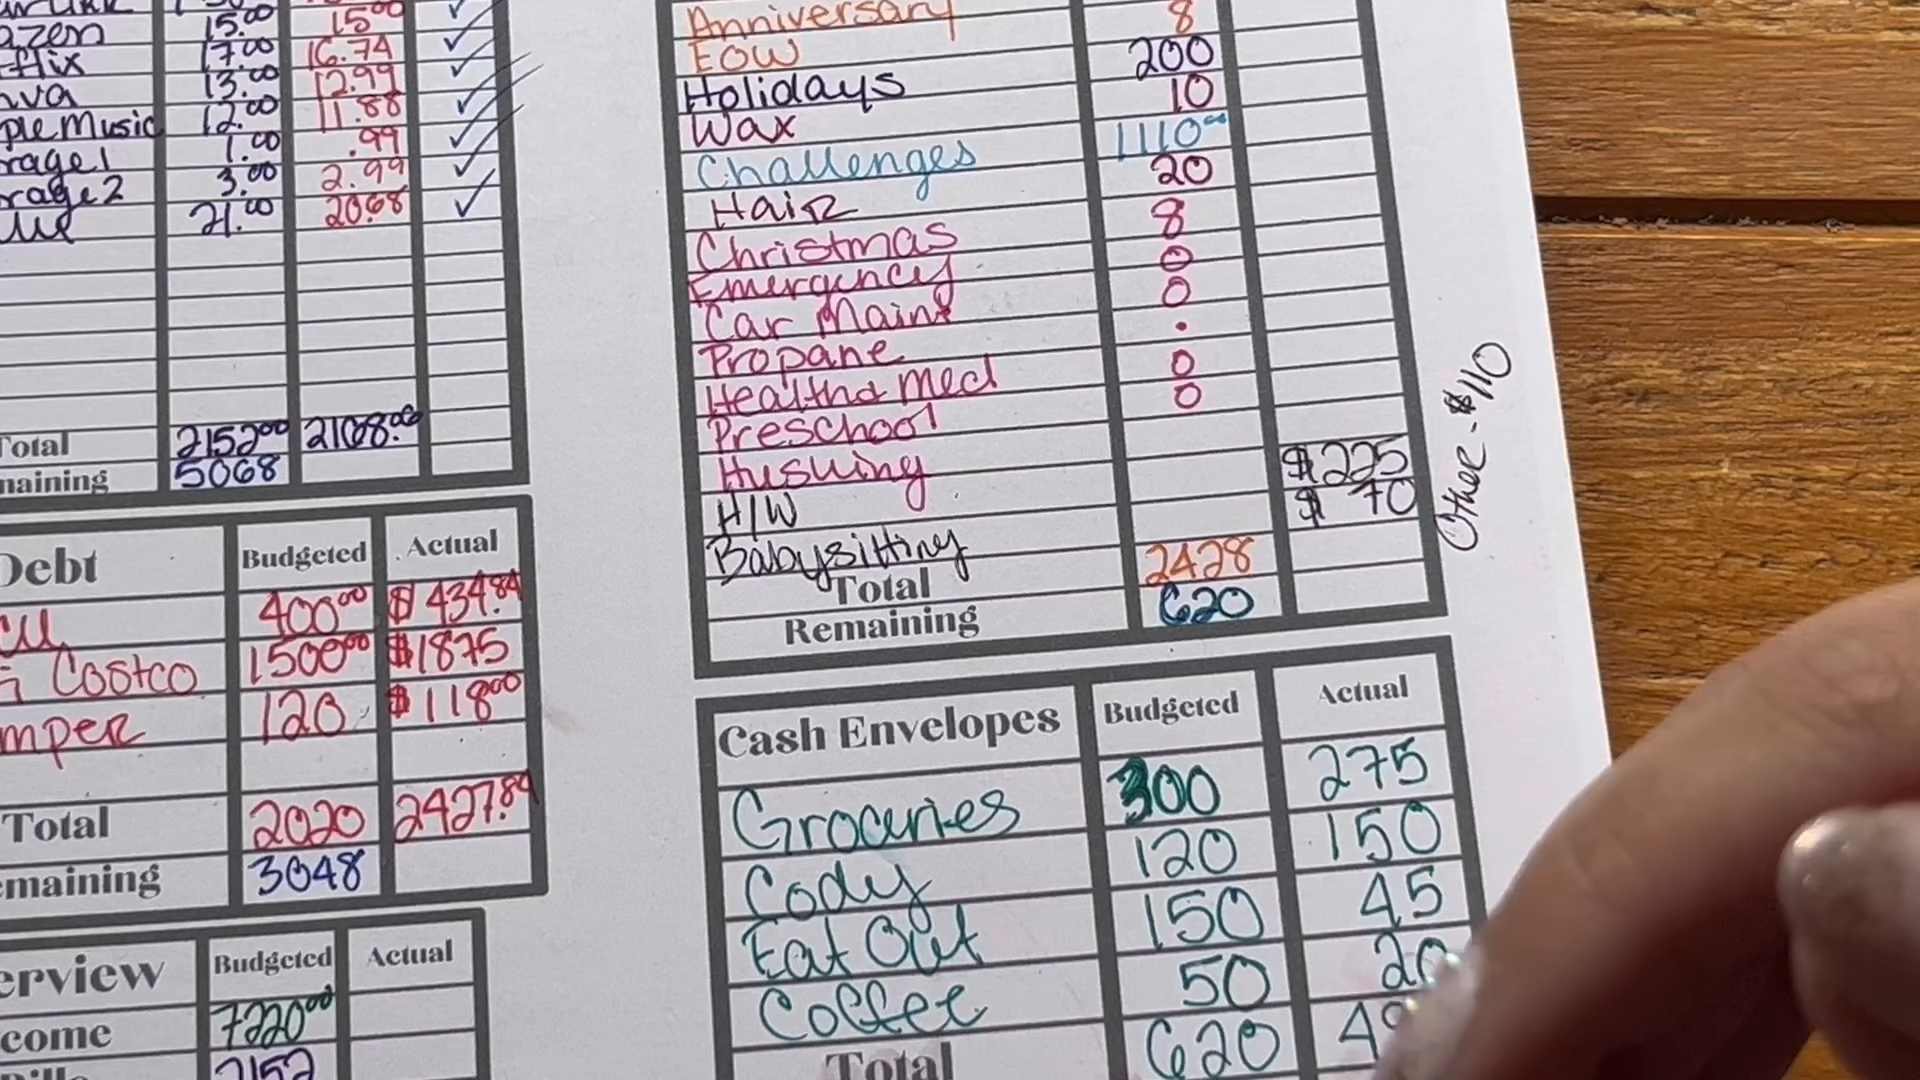 15.00 15.00
17.00 16.74
13.00 12.99
Music 12.00 11.88
1.00 .99
3.00 2.99
21.00 20.68
Total 2152.00 2108.00
5068
Debt Budgeted Actual
400.00 $434.84
Costco 1500.00 $1875
120 $118.00
Total 2020 2427.84
3048
Budgeted Actual
7220.00
2152
Anniversary 8
EOW 200
Holidays 10
Wax 1110.00
Challenges 20
Hair 8
Christmas 0
Emergency 0
Car Maint .
Propane 0
Health & Med 0
Preschool
Huswing $225
H/W $70
Babysitting 2428
Total 620
Remaining
Other - $110
Cash Envelopes Budgeted Actual
Groceries 300 275
Cody 120 150
Eat Out 150 45
Coffee 50 20
Total 620